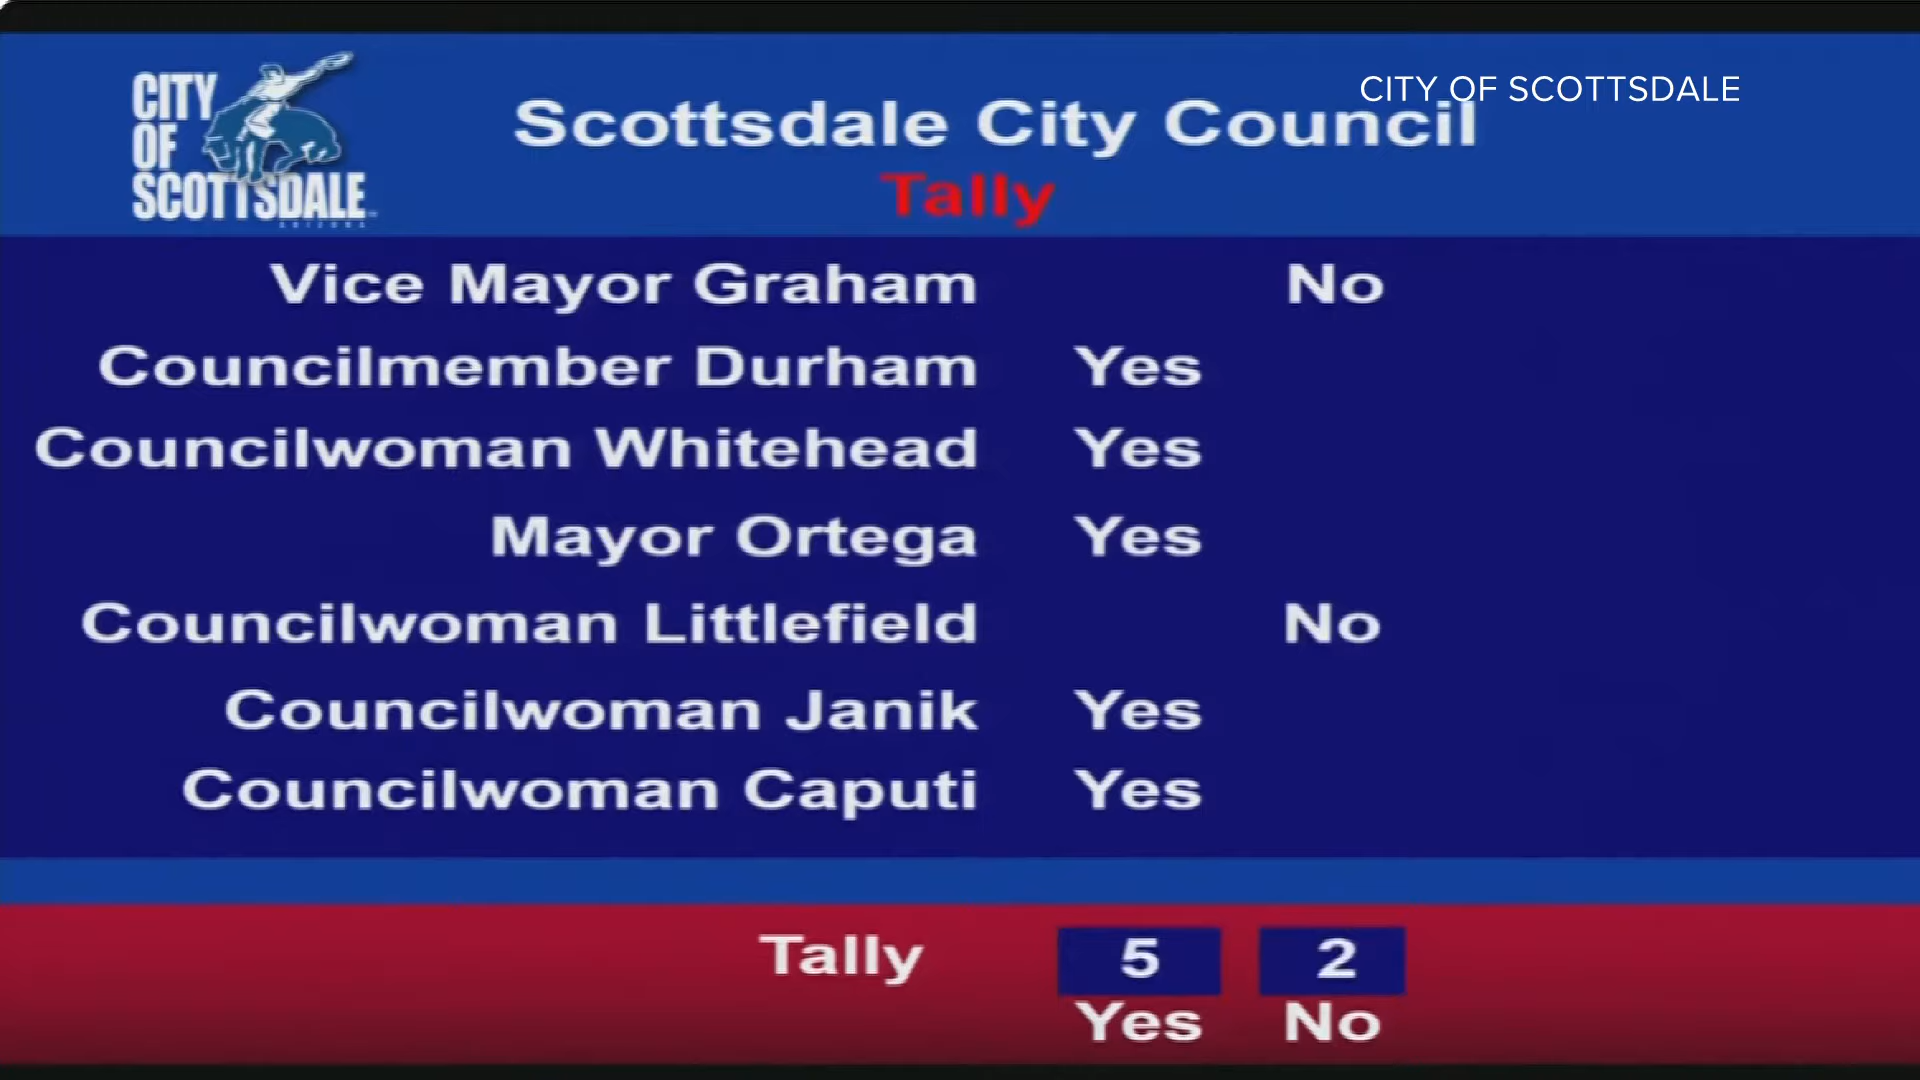 CITY
OF
SCOTTSDALE
CITY OF SCOTTSDALE
Scottsdale City Council
Tally
Vice Mayor Graham No
Councilmember Durham Yes
Councilwoman Whitehead Yes
Mayor Ortega Yes
Councilwoman Littlefield No
Councilwoman Janik Yes
Councilwoman Caputi Yes
Tally 5 2
Yes No